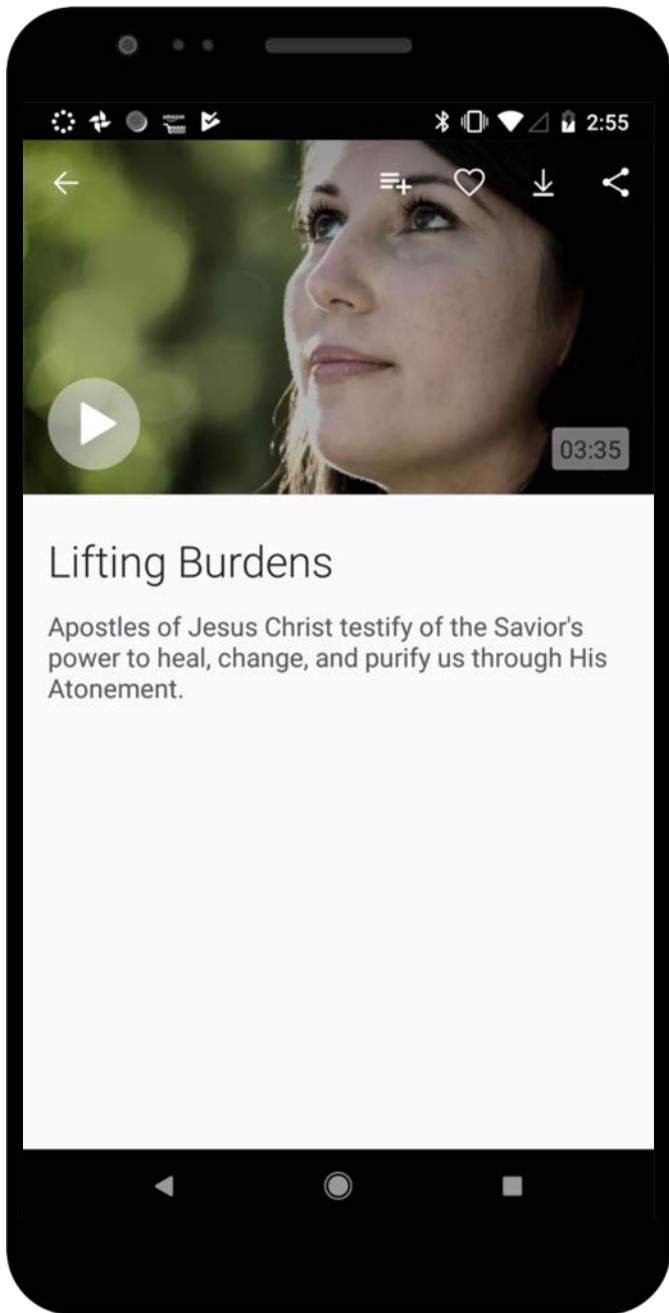 amazon
2:55
03:35
Lifting Burdens
Apostles of Jesus Christ testify of the Savior's
power to heal, change, and purify us through His
Atonement.